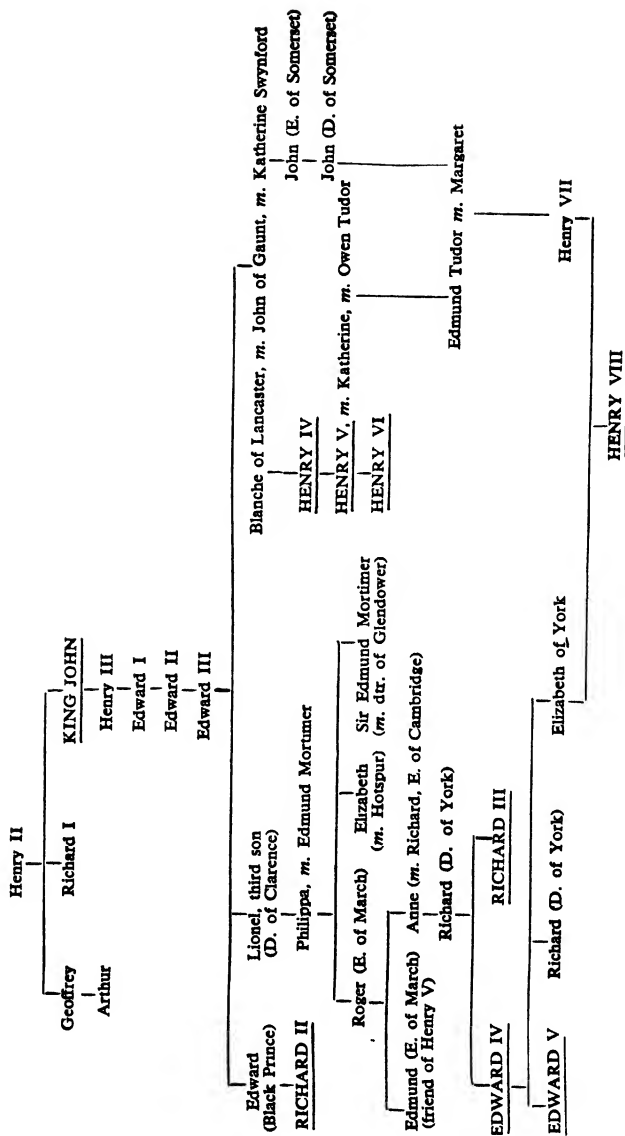 Henry II
Geoffrey Richard I KING JOHN
Arthur Henry III
Edward I
Edward II
Edward III
Edward Lionel, third son Blanche of Lancaster, m. John of Gaunt, m. Katherine Swynford
(Black Prince) (D. of Clarence)
RICHARD II Philippa, m. Edmund Mortimer HENRY IV John (E. of Somerset)
HENRY V, m. Katherine, m. Owen Tudor John (D. of Somerset)
HENRY VI
Roger (E. of March) Elizabeth Sir Edmund Mortimer
(m. Hotspur) (m. dtr. of Glendower)
Edmund (E. of March) Anne (m. Richard, E. of Cambridge) Edmund Tudor m. Margaret
(friend of Henry V)
Richard (D. of York)
EDWARD IV RICHARD III
EDWARD V Richard (D. of York) Elizabeth of York Henry VII
HENRY VIII